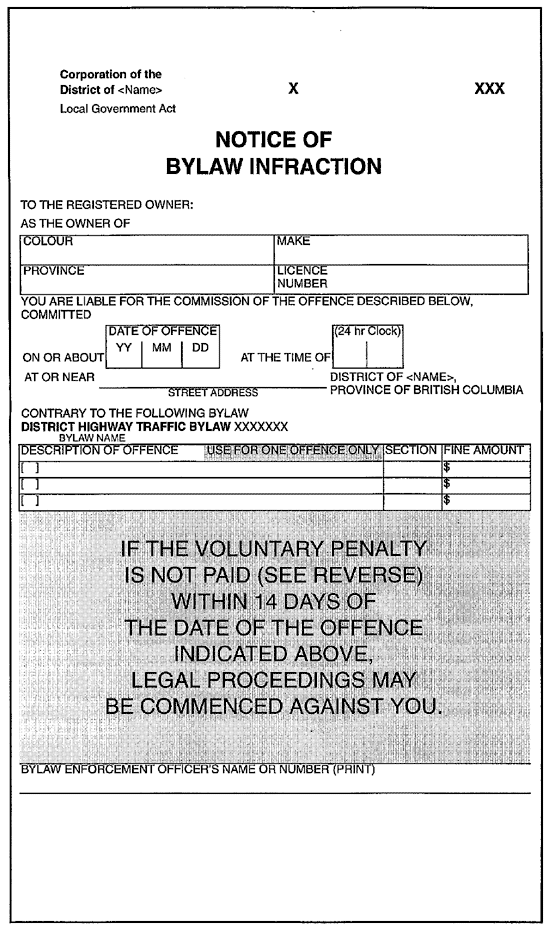 Corporation of the
District of <Name> X XXX
Local Government Act
NOTICE OF
BYLAW INFRACTION
TO THE REGISTERED OWNER:
AS THE OWNER OF
COLOUR MAKE
PROVINCE LICENCE
NUMBER
YOU ARE LIABLE FOR THE COMMISSION OF THE OFFENCE DESCRIBED BELOW,
COMMITTED
DATE OF OFFENCE (24 hr Clock)
YY MM DD
ON OR ABOUT AT THE TIME OF
AT OR NEAR DISTRICT OF <NAME>,
STREET ADDRESS PROVINCE OF BRITISH COLUMBIA
CONTRARY TO THE FOLLOWING BYLAW
DISTRICT HIGHWAY TRAFFIC BYLAW XXXXXXX
BYLAW NAME
DESCRIPTION OF OFFENCE USE FOR ONE OFFENCE ONLY SECTION FINE AMOUNT
[ ] $
[ ] $
[ ] $
IF THE VOLUNTARY PENALTY
IS NOT PAID (SEE REVERSE)
WITHIN 14 DAYS OF
THE DATE OF THE OFFENCE
INDICATED ABOVE,
LEGAL PROCEEDINGS MAY
BE COMMENCED AGAINST YOU.
BYLAW ENFORCEMENT OFFICER'S NAME OR NUMBER (PRINT)